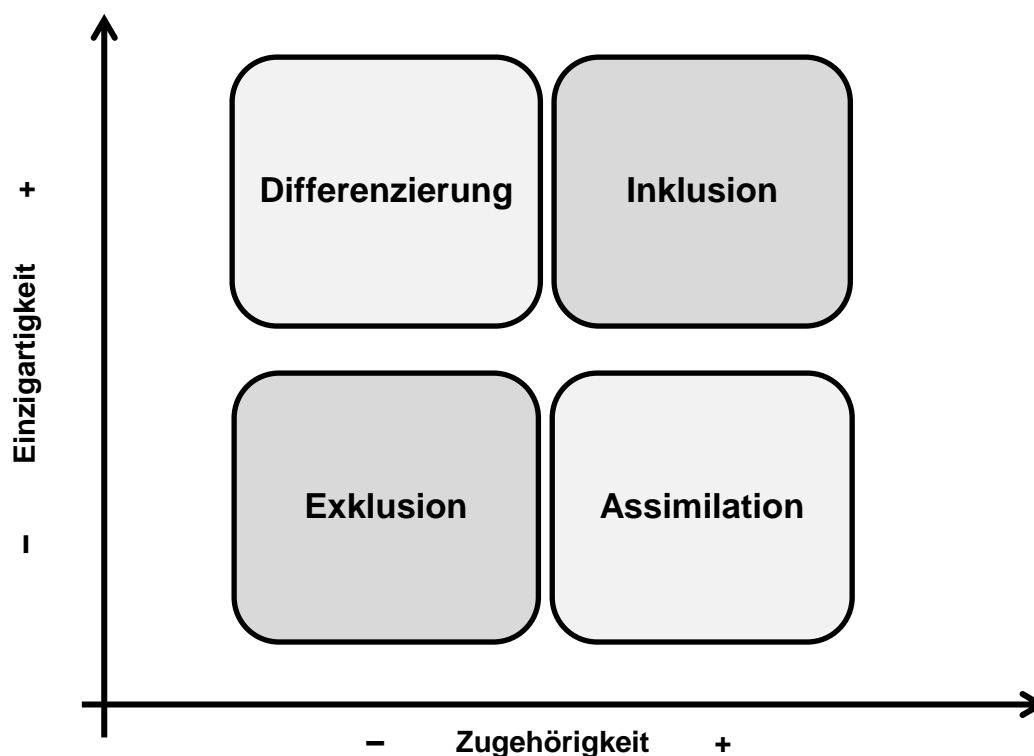 Differenzierung
Inklusion
Exklusion
Assimilation
– Einzigartigkeit +
– Zugehörigkeit +